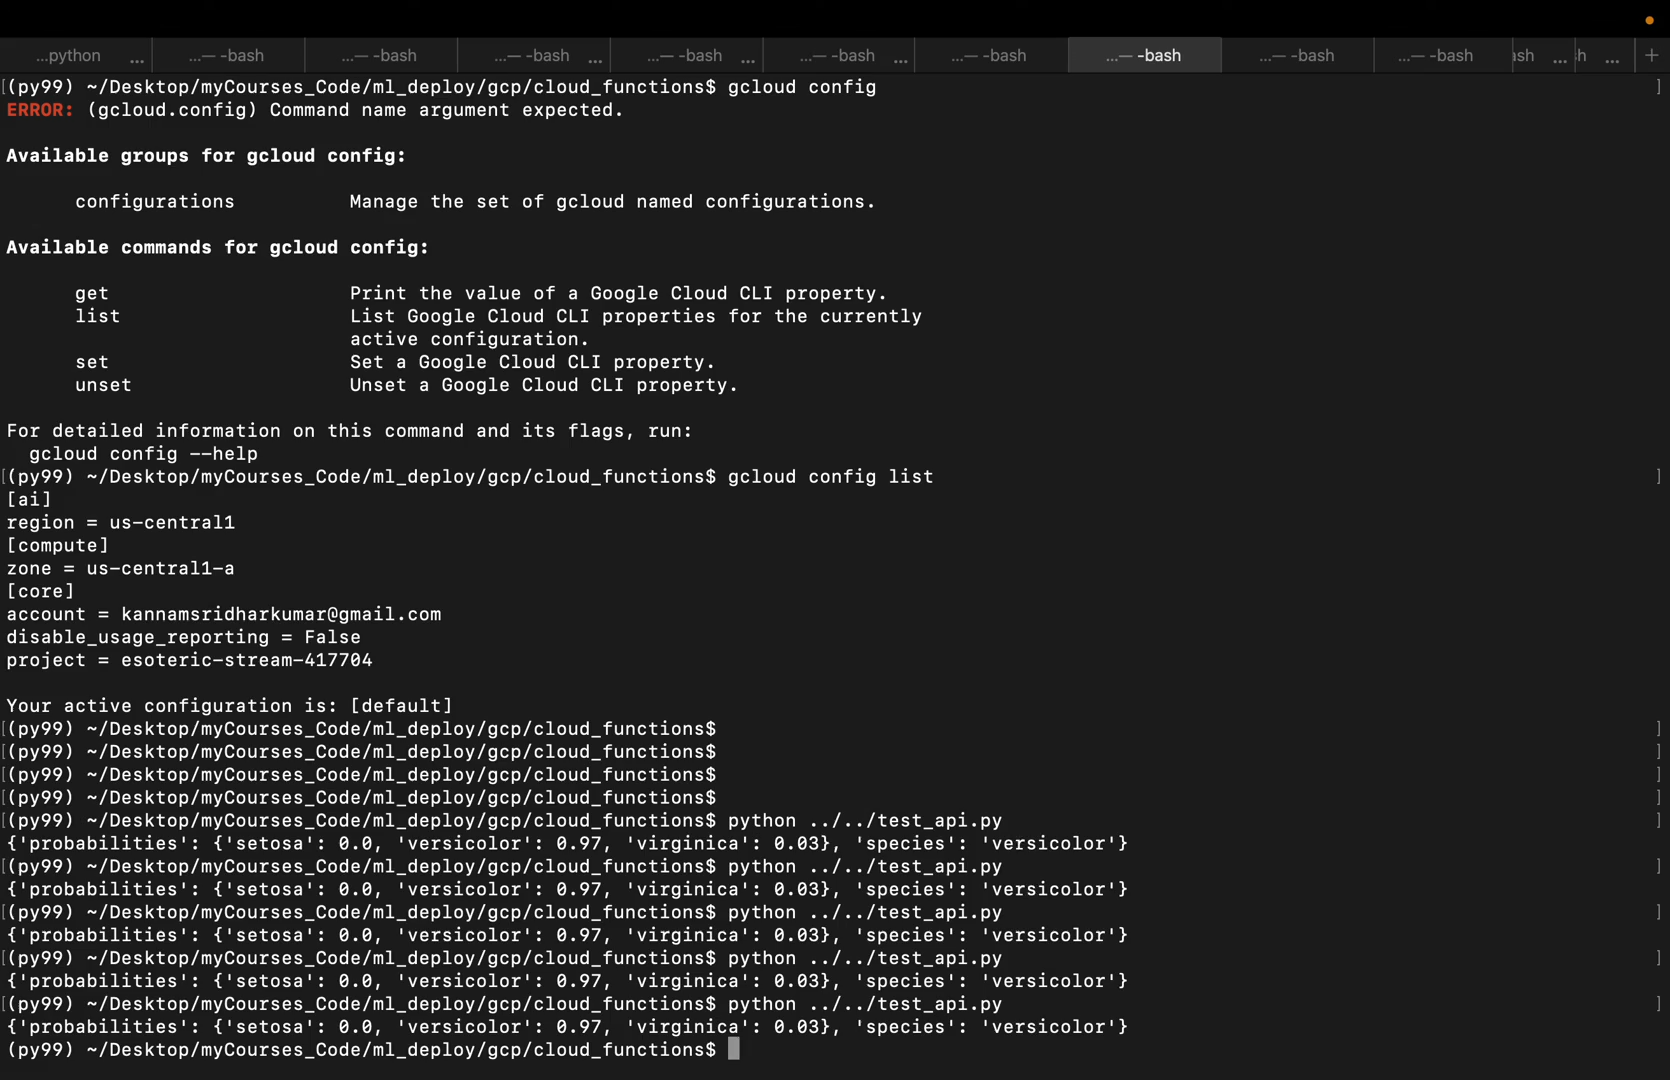 ...python ...
...— -bash
...— -bash
...— -bash ...
...— -bash ...
...— -bash ...
...— -bash
...— -bash
...— -bash
...— -bash
ash ...
h ...
+
[(py99) ~/Desktop/myCourses_Code/ml_deploy/gcp/cloud_functions$ gcloud config ]
ERROR: (gcloud.config) Command name argument expected.
Available groups for gcloud config:
configurations Manage the set of gcloud named configurations.
Available commands for gcloud config:
get Print the value of a Google Cloud CLI property.
list List Google Cloud CLI properties for the currently
active configuration.
set Set a Google Cloud CLI property.
unset Unset a Google Cloud CLI property.
For detailed information on this command and its flags, run:
gcloud config --help
[(py99) ~/Desktop/myCourses_Code/ml_deploy/gcp/cloud_functions$ gcloud config list ]
[ai]
region = us-central1
[compute]
zone = us-central1-a
[core]
account = kannamsridharkumar@gmail.com
disable_usage_reporting = False
project = esoteric-stream-417704
Your active configuration is: [default]
[(py99) ~/Desktop/myCourses_Code/ml_deploy/gcp/cloud_functions$ ]
[(py99) ~/Desktop/myCourses_Code/ml_deploy/gcp/cloud_functions$ ]
[(py99) ~/Desktop/myCourses_Code/ml_deploy/gcp/cloud_functions$ ]
[(py99) ~/Desktop/myCourses_Code/ml_deploy/gcp/cloud_functions$ ]
[(py99) ~/Desktop/myCourses_Code/ml_deploy/gcp/cloud_functions$ python ../../test_api.py ]
{'probabilities': {'setosa': 0.0, 'versicolor': 0.97, 'virginica': 0.03}, 'species': 'versicolor'}
[(py99) ~/Desktop/myCourses_Code/ml_deploy/gcp/cloud_functions$ python ../../test_api.py ]
{'probabilities': {'setosa': 0.0, 'versicolor': 0.97, 'virginica': 0.03}, 'species': 'versicolor'}
[(py99) ~/Desktop/myCourses_Code/ml_deploy/gcp/cloud_functions$ python ../../test_api.py ]
{'probabilities': {'setosa': 0.0, 'versicolor': 0.97, 'virginica': 0.03}, 'species': 'versicolor'}
[(py99) ~/Desktop/myCourses_Code/ml_deploy/gcp/cloud_functions$ python ../../test_api.py ]
{'probabilities': {'setosa': 0.0, 'versicolor': 0.97, 'virginica': 0.03}, 'species': 'versicolor'}
[(py99) ~/Desktop/myCourses_Code/ml_deploy/gcp/cloud_functions$ python ../../test_api.py ]
{'probabilities': {'setosa': 0.0, 'versicolor': 0.97, 'virginica': 0.03}, 'species': 'versicolor'}
(py99) ~/Desktop/myCourses_Code/ml_deploy/gcp/cloud_functions$